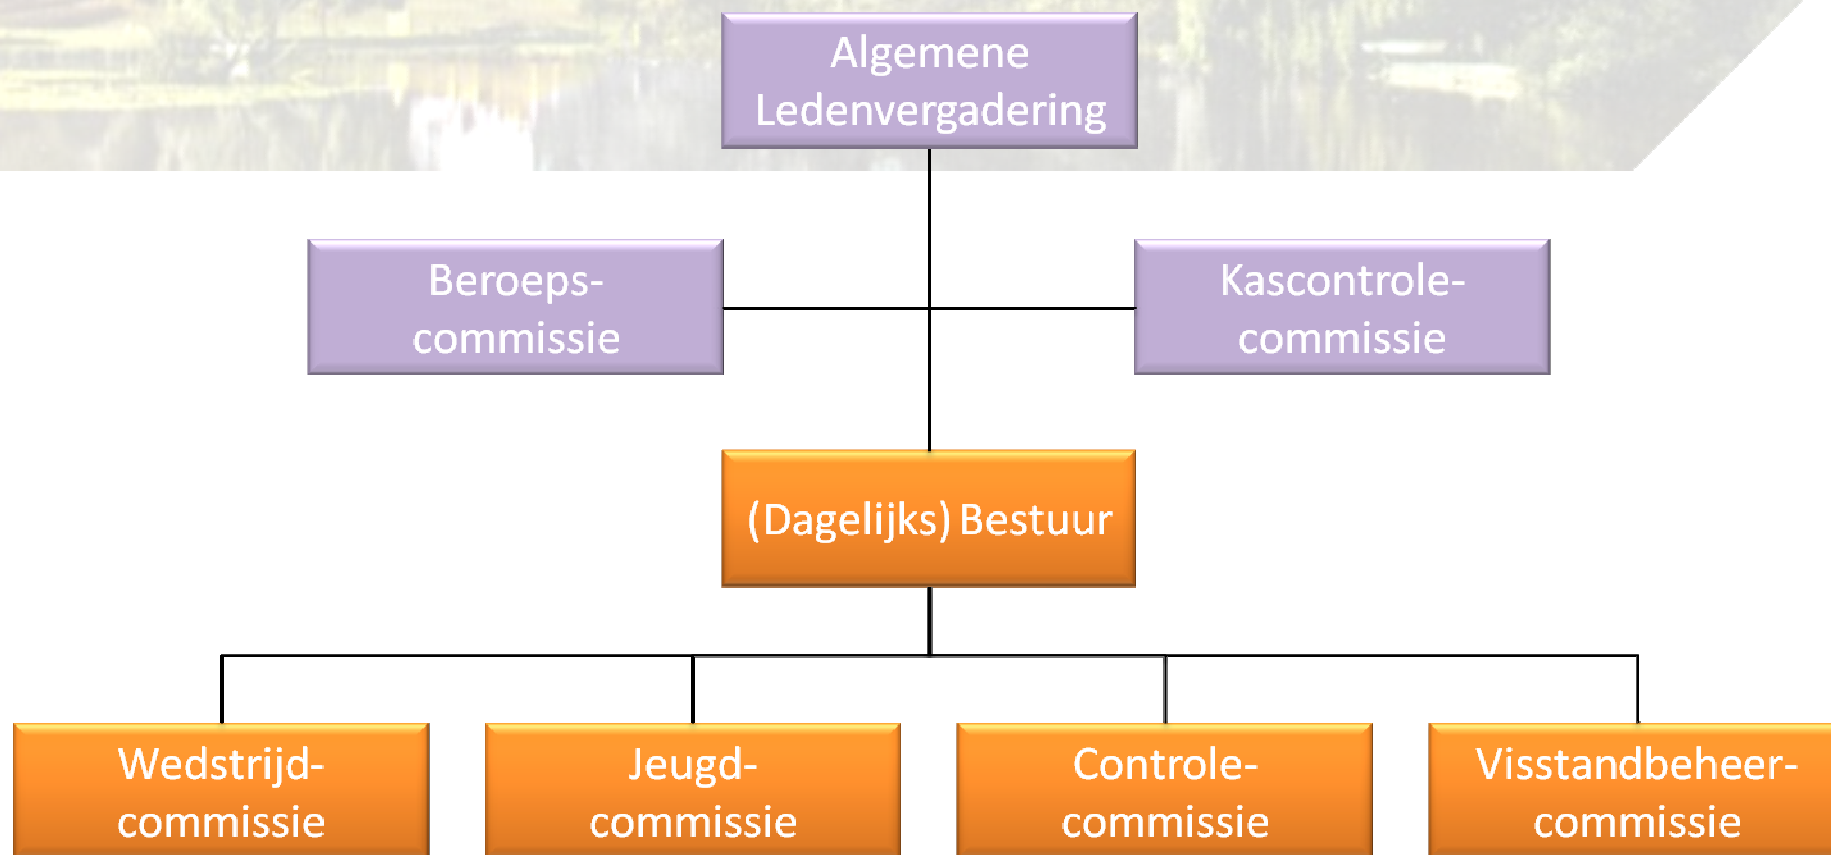 Algemene
Ledenvergadering
Beroeps-
commissie
Kascontrole-
commissie
(Dagelijks) Bestuur
Wedstrijd-
commissie
Jeugd-
commissie
Controle-
commissie
Visstandbeheer-
commissie